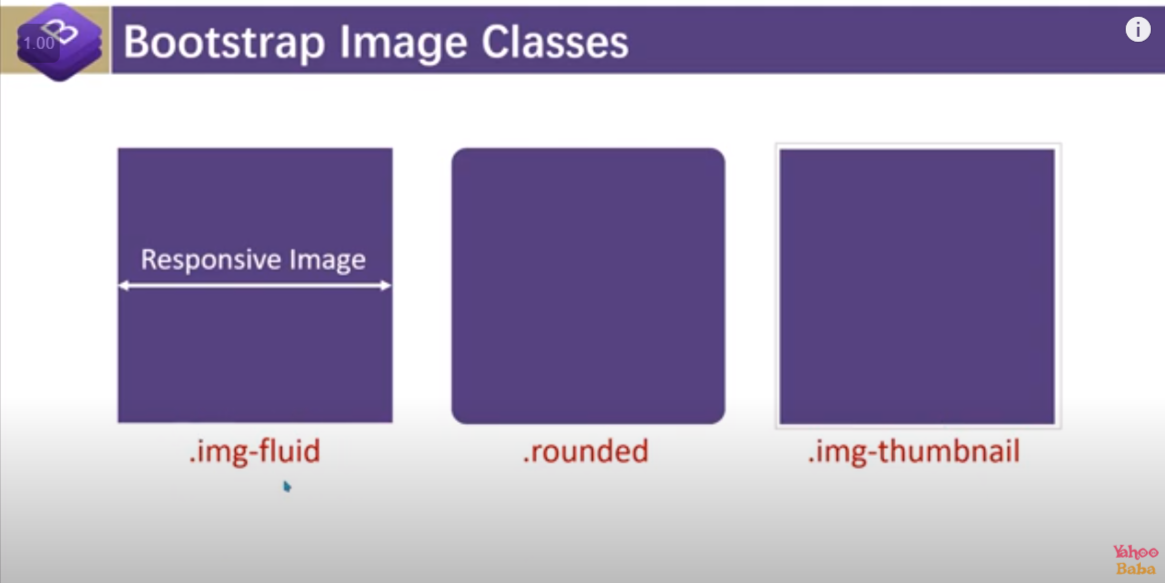 1.00
Bootstrap Image Classes
i
Responsive Image
.img-fluid
.rounded
.img-thumbnail
Yahoo
Baba